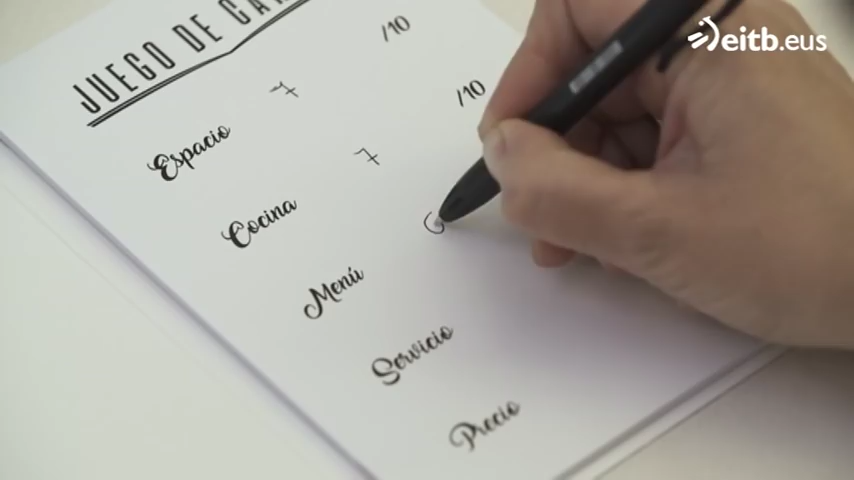 eitb.eus
JUEGO DE
/10
Espacio 7
/10
Cocina 7
Menú
Servicio
Precio